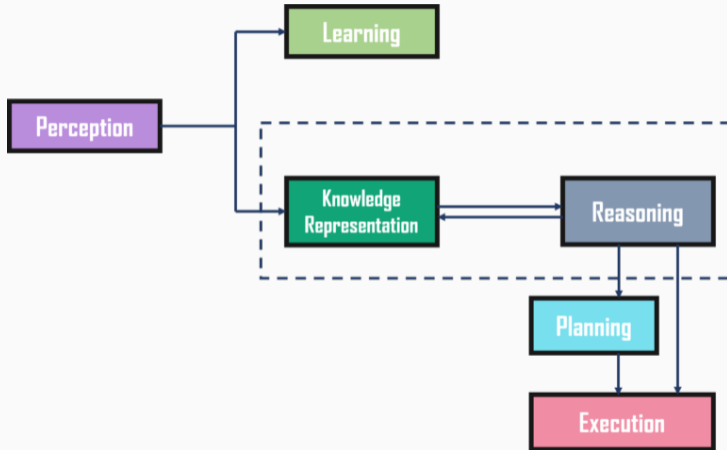 Learning
Perception
Knowledge
Representation
Reasoning
Planning
Execution